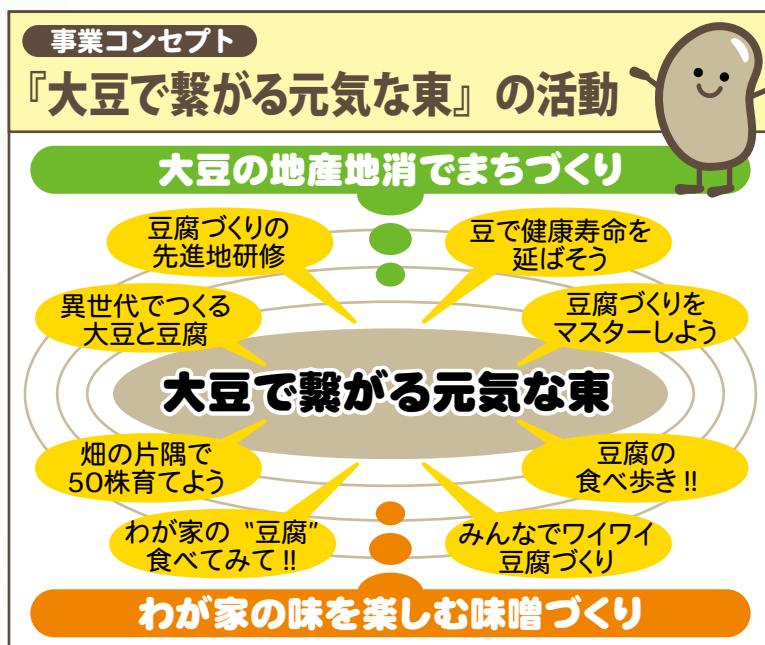 事業コンセプト
『大豆で繋がる元気な東』の活動
大豆の地産地消でまちづくり
豆腐づくりの
先進地研修
豆で健康寿命を
延ばそう
異世代でつくる
大豆と豆腐
豆腐づくりを
マスターしよう
大豆で繋がる元気な東
畑の片隅で
50株育てよう
豆腐の
食べ歩き!!
わが家の“豆腐”
食べてみて!!
みんなでワイワイ
豆腐づくり
わが家の味を楽しむ味噌づくり